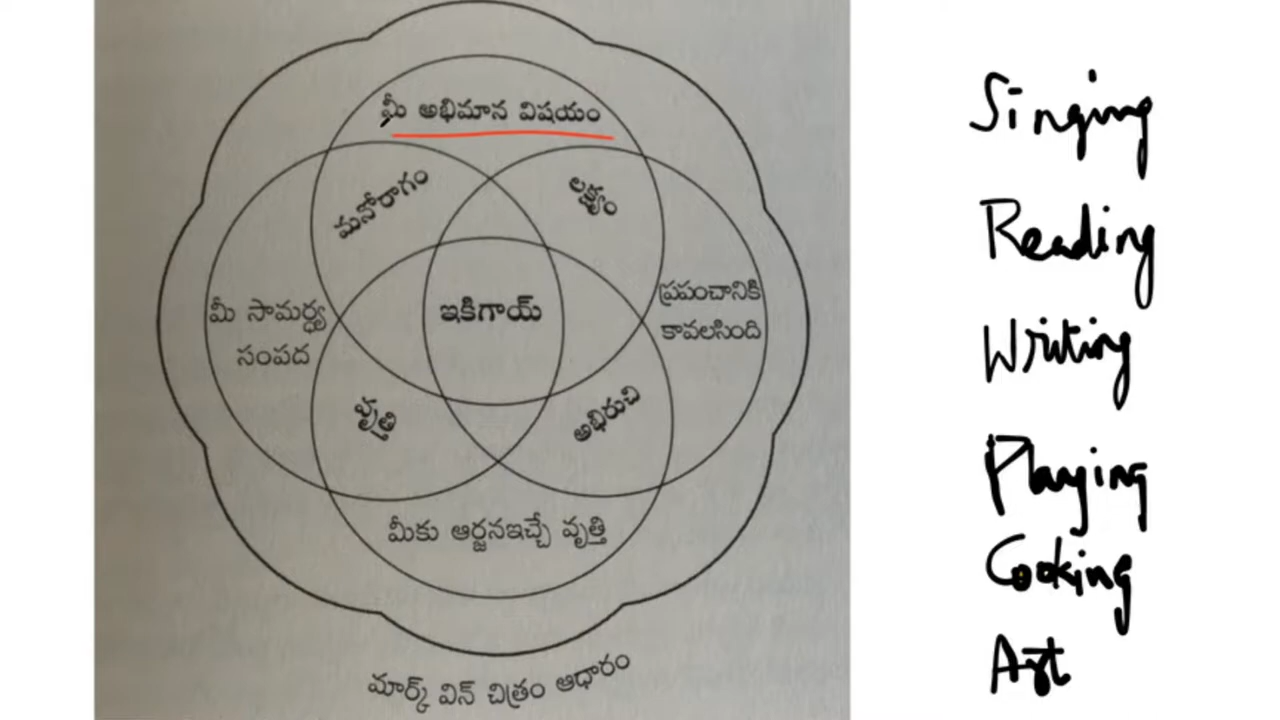 మీ అభిమాన విషయం
మనోరాగం
లక్ష్యం
మీ సామర్థ్య
సంపద
ఇకిగాయ్
ప్రపంచానికి
కావలసింది
వృత్తి
అభిరుచి
మీకు ఆర్జనఇచ్చే వృత్తి
మార్క్ విన్ చిత్రం ఆధారం
Singing
Reading
Writing
Playing
Cooking
Art